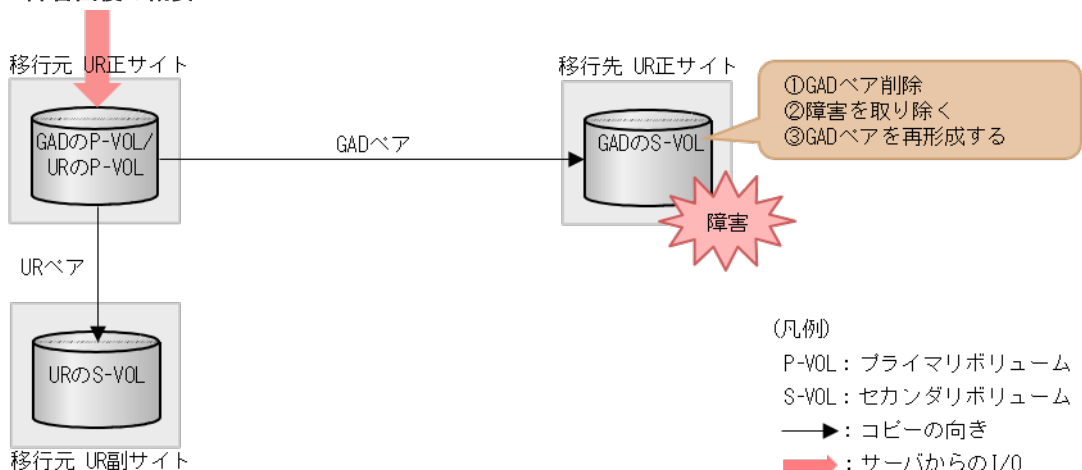 移行元 UR正サイト
移行先 UR正サイト
①GADペア削除
②障害を取り除く
③GADペアを再形成する
GADのP-VOL/
URのP-VOL
GADペア
GADのS-VOL
障害
URペア
URのS-VOL
移行元 UR副サイト
(凡例)
P-VOL：プライマリボリューム
S-VOL：セカンダリボリューム
：コピーの向き
：サーバからのI/O